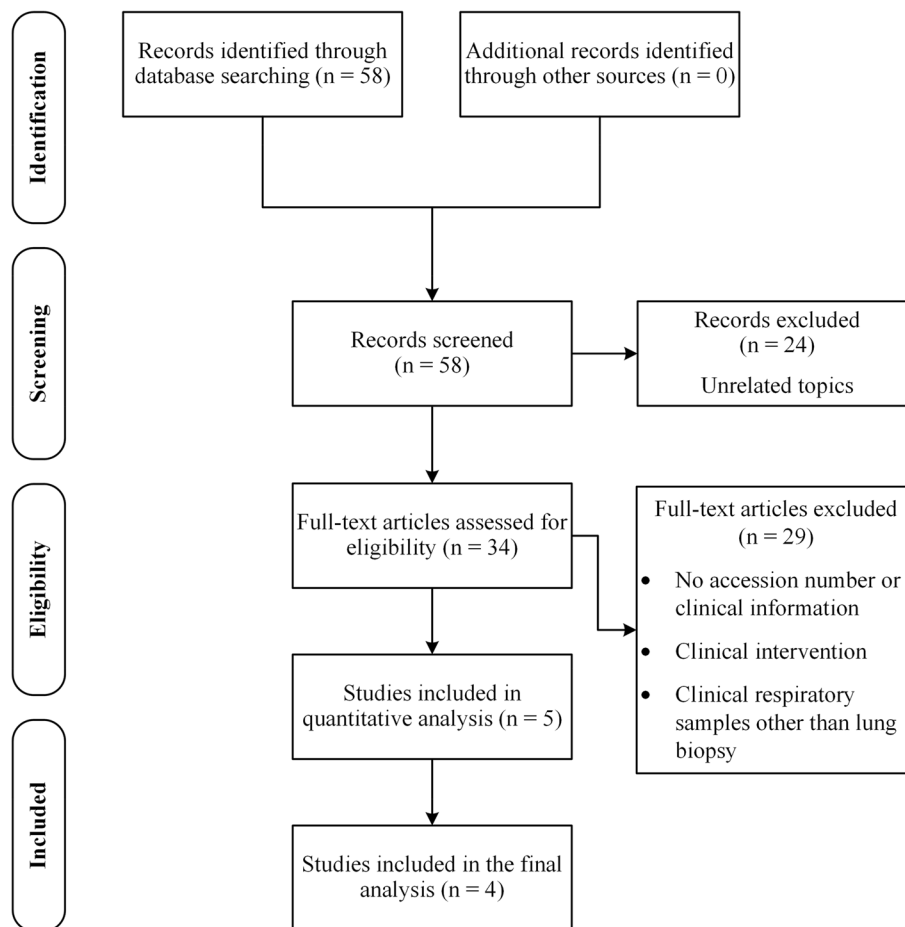 Identification
Records identified through
database searching (n = 58)
Additional records identified
through other sources (n = 0)
Screening
Records screened
(n = 58)
Records excluded
(n = 24)
Unrelated topics
Eligibility
Full-text articles assessed for
eligibility (n = 34)
Full-text articles excluded
(n = 29)
• No accession number or
clinical information
• Clinical intervention
• Clinical respiratory
samples other than lung
biopsy
Studies included in
quantitative analysis (n = 5)
Included
Studies included in the final
analysis (n = 4)